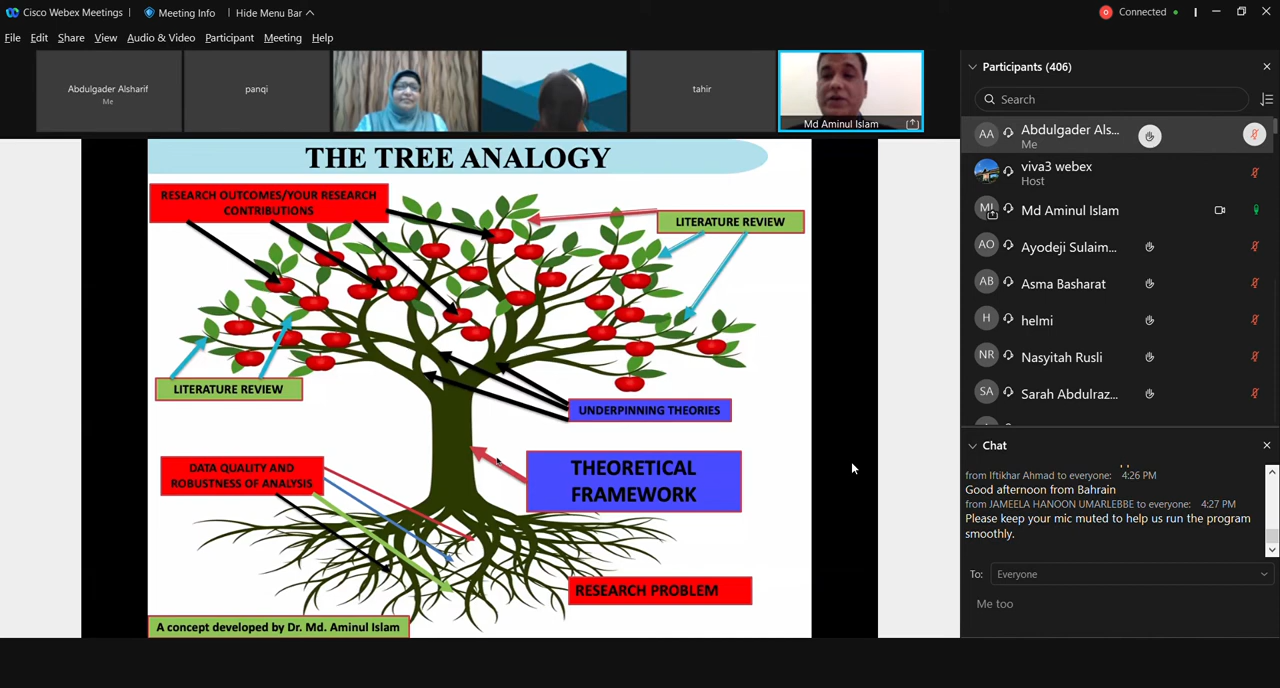 Cisco Webex Meetings
Meeting Info
Hide Menu Bar
Connected
File Edit Share View Audio & Video Participant Meeting Help
Abdulgader Alsharif
Me
panqi
tahir
Md Aminul Islam
THE TREE ANALOGY
RESEARCH OUTCOMES/YOUR RESEARCH
CONTRIBUTIONS
LITERATURE REVIEW
LITERATURE REVIEW
UNDERPINNING THEORIES
DATA QUALITY AND
ROBUSTNESS OF ANALYSIS
THEORETICAL
FRAMEWORK
RESEARCH PROBLEM
A concept developed by Dr. Md. Aminul Islam
Participants (406)
Search
AA Abdulgader Als...
Me
viva3 webex
Host
MI Md Aminul Islam
AO Ayodeji Sulaim...
AB Asma Basharat
H helmi
NR Nasyitah Rusli
SA Sarah Abdulraz...
Chat
from Iftikhar Ahmad to everyone: 4:26 PM
Good afternoon from Bahrain
from JAMEELA HANOON UMARLEBBE to everyone: 4:27 PM
Please keep your mic muted to help us run the program
smoothly.
To: Everyone
Me too